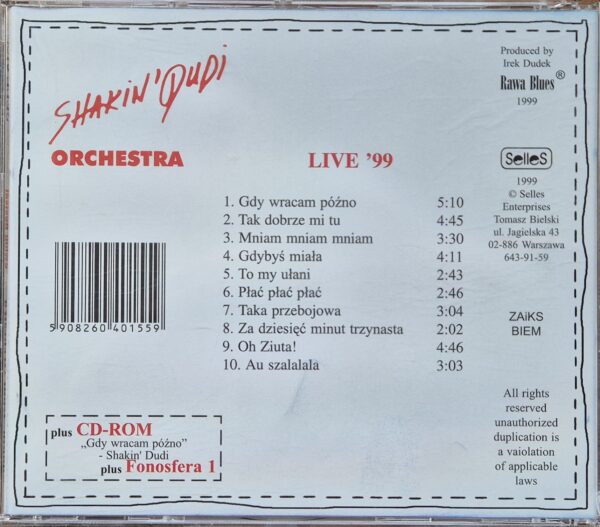 SHAKIN' DUDI
ORCHESTRA
LIVE '99
1. Gdy wracam późno 5:10
2. Tak dobrze mi tu 4:45
3. Mniam mniam mniam 3:30
4. Gdybyś miała 4:11
5. To my ułani 2:43
6. Płać płać płać 2:46
7. Taka przebojowa 3:04
8. Za dziesięć minut trzynasta 2:02
9. Oh Ziuta! 4:46
10. Au szalalala 3:03
5 908260 401559
plus CD-ROM
„Gdy wracam późno”
- Shakin' Dudi
plus Fonosfera 1
Produced by
Irek Dudek
Rawa Blues®
1999
SelleS
1999
© Selles
Enterprises
Tomasz Bielski
ul. Jagielska 43
02-886 Warszawa
643-91-59
ZAiKS
BIEM
All rights
reserved
unauthorized
duplication is
a vaiolation
of applicable
laws